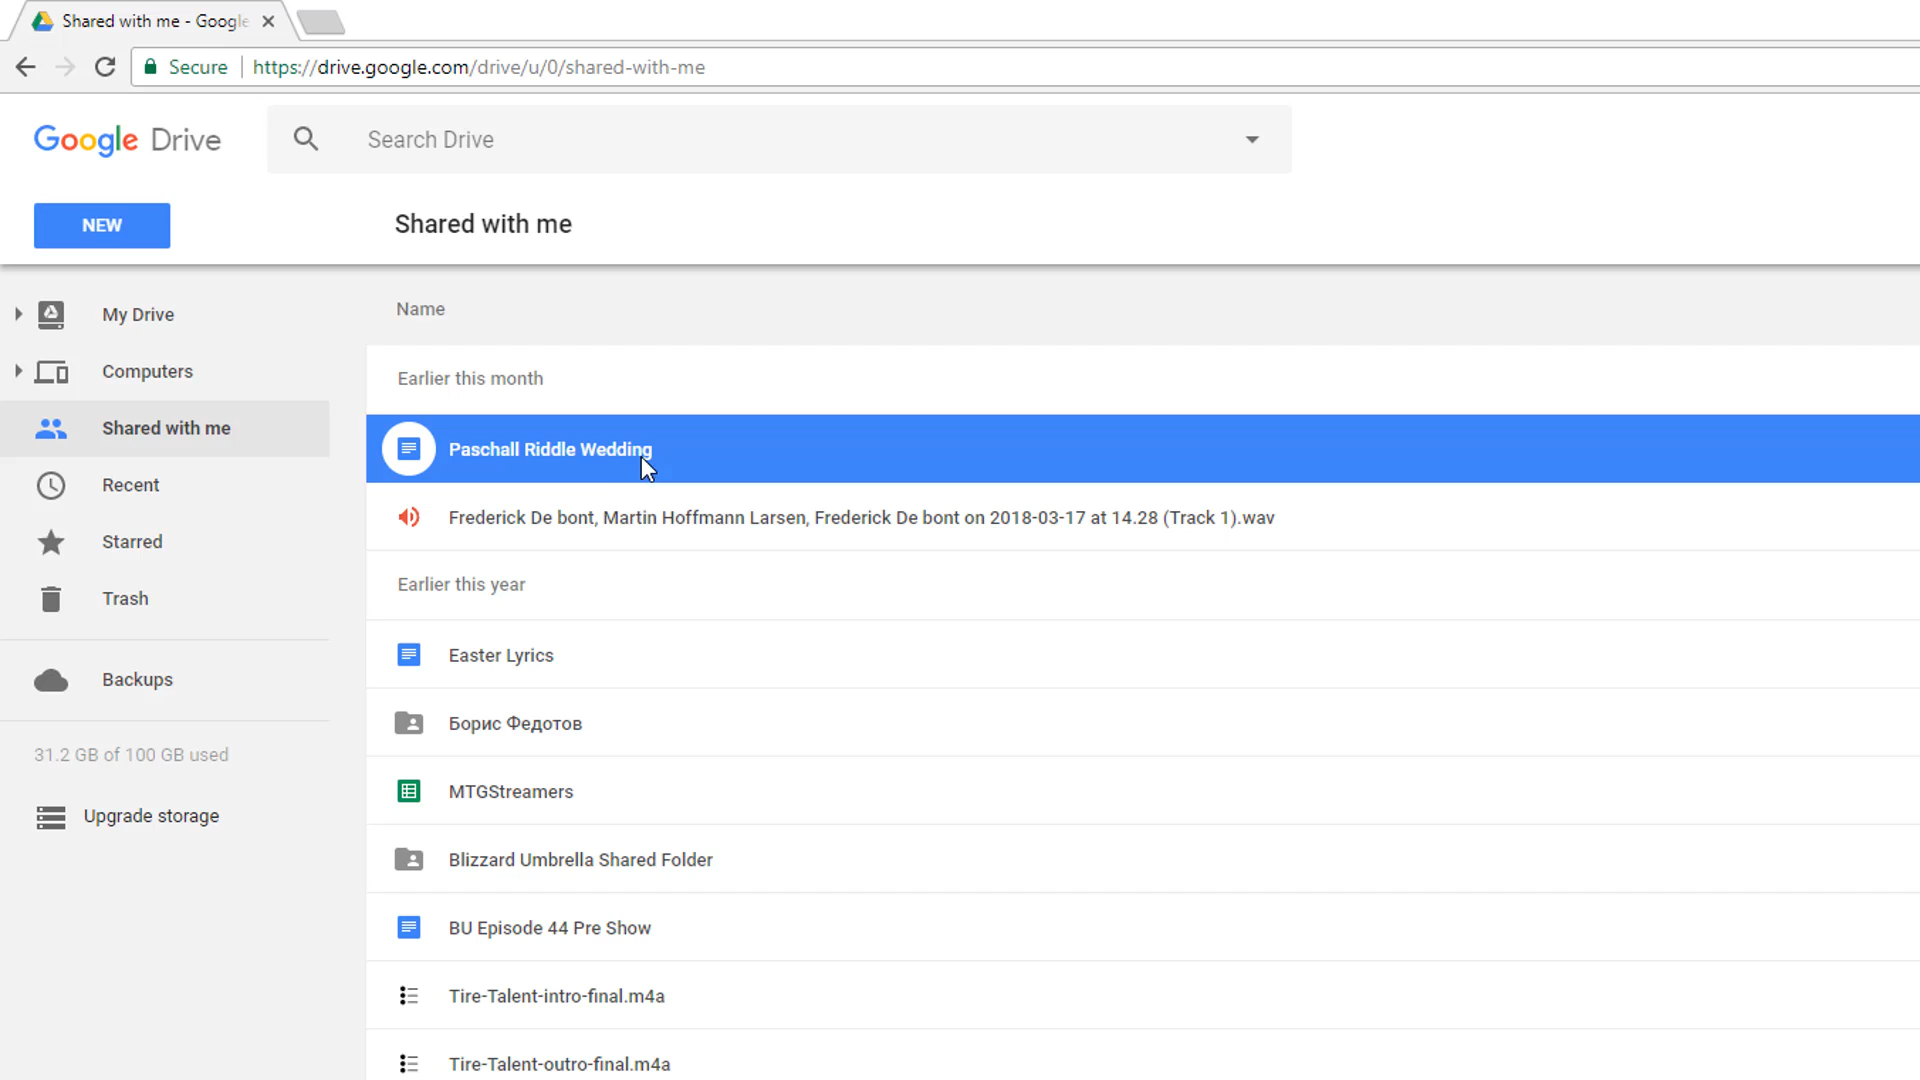 Shared with me - Google
Secure https://drive.google.com/drive/u/0/shared-with-me
Google Drive
Search Drive
NEW
Shared with me
My Drive
Computers
Shared with me
Recent
Starred
Trash
Backups
31.2 GB of 100 GB used
Upgrade storage
Name
Earlier this month
Paschall Riddle Wedding
Frederick De bont, Martin Hoffmann Larsen, Frederick De bont on 2018-03-17 at 14.28 (Track 1).wav
Earlier this year
Easter Lyrics
Борис Федотов
MTGStreamers
Blizzard Umbrella Shared Folder
BU Episode 44 Pre Show
Tire-Talent-intro-final.m4a
Tire-Talent-outro-final.m4a